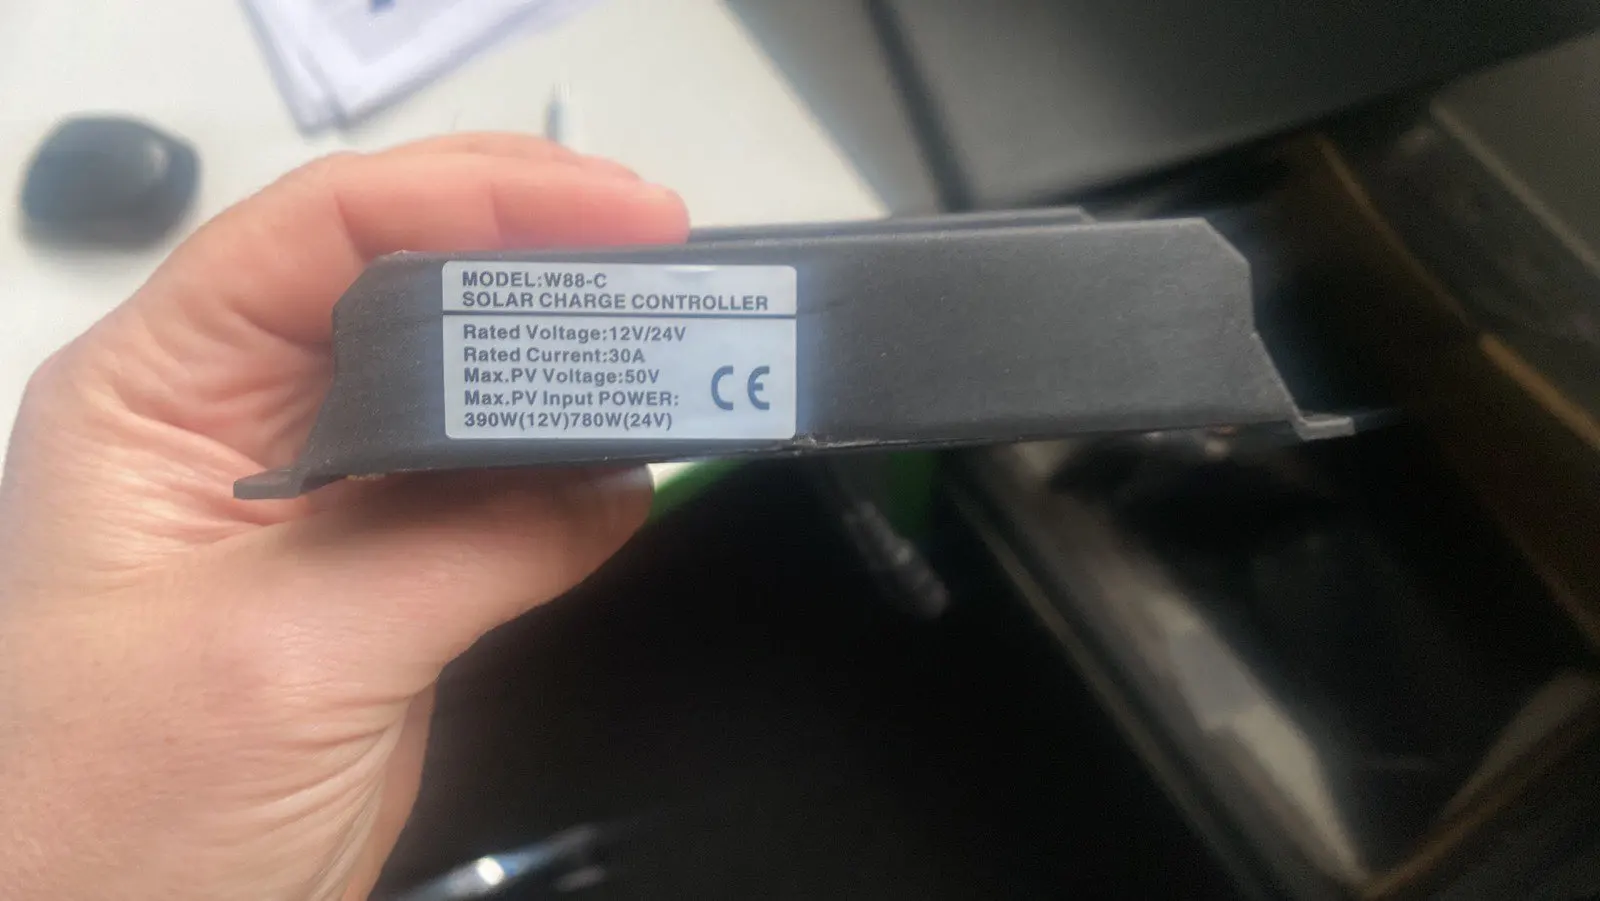 MODEL:W88-C
SOLAR CHARGE CONTROLLER
Rated Voltage:12V/24V
Rated Current:30A
Max.PV Voltage:50V
Max.PV Input POWER:
390W(12V)780W(24V)
CE